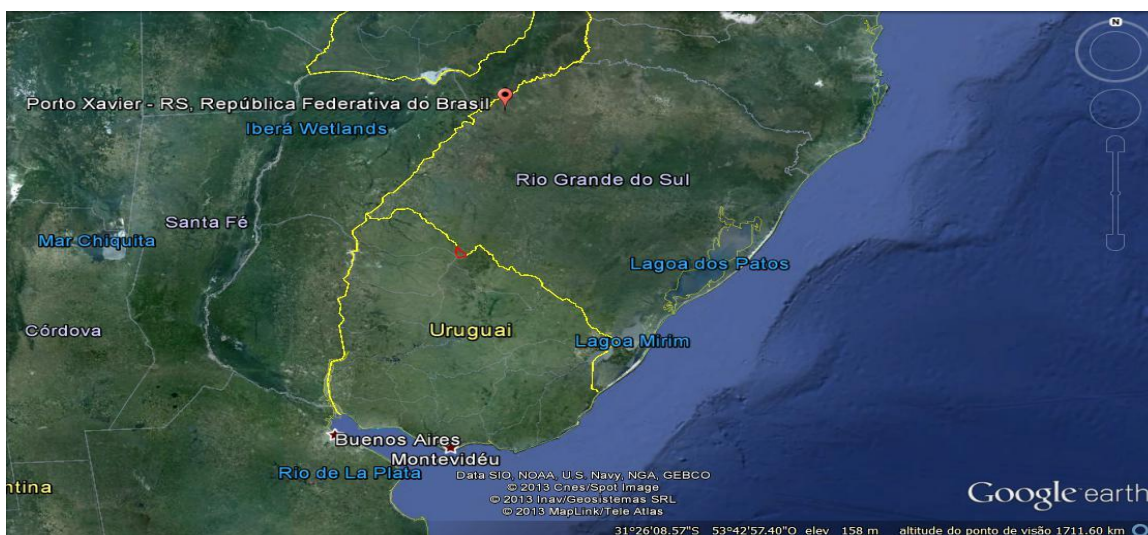 N
Porto Xavier - RS, República Federativa do Brasil
Iberá Wetlands
Rio Grande do Sul
Santa Fé
Mar Chiquita
Lagoa dos Patos
Córdova
Uruguai
Lagoa Mirim
Buenos Aires
Montevidéu
Rio de La Plata
ntina
Data SIO, NOAA, U.S. Navy, NGA, GEBCO
© 2013 Cnes/Spot Image
© 2013 Inav/Geosistemas SRL
© 2013 MapLink/Tele Atlas
Google earth
31°26'08.57"S 53°42'57.40"O elev 158 m altitude do ponto de visão 1711.60 km